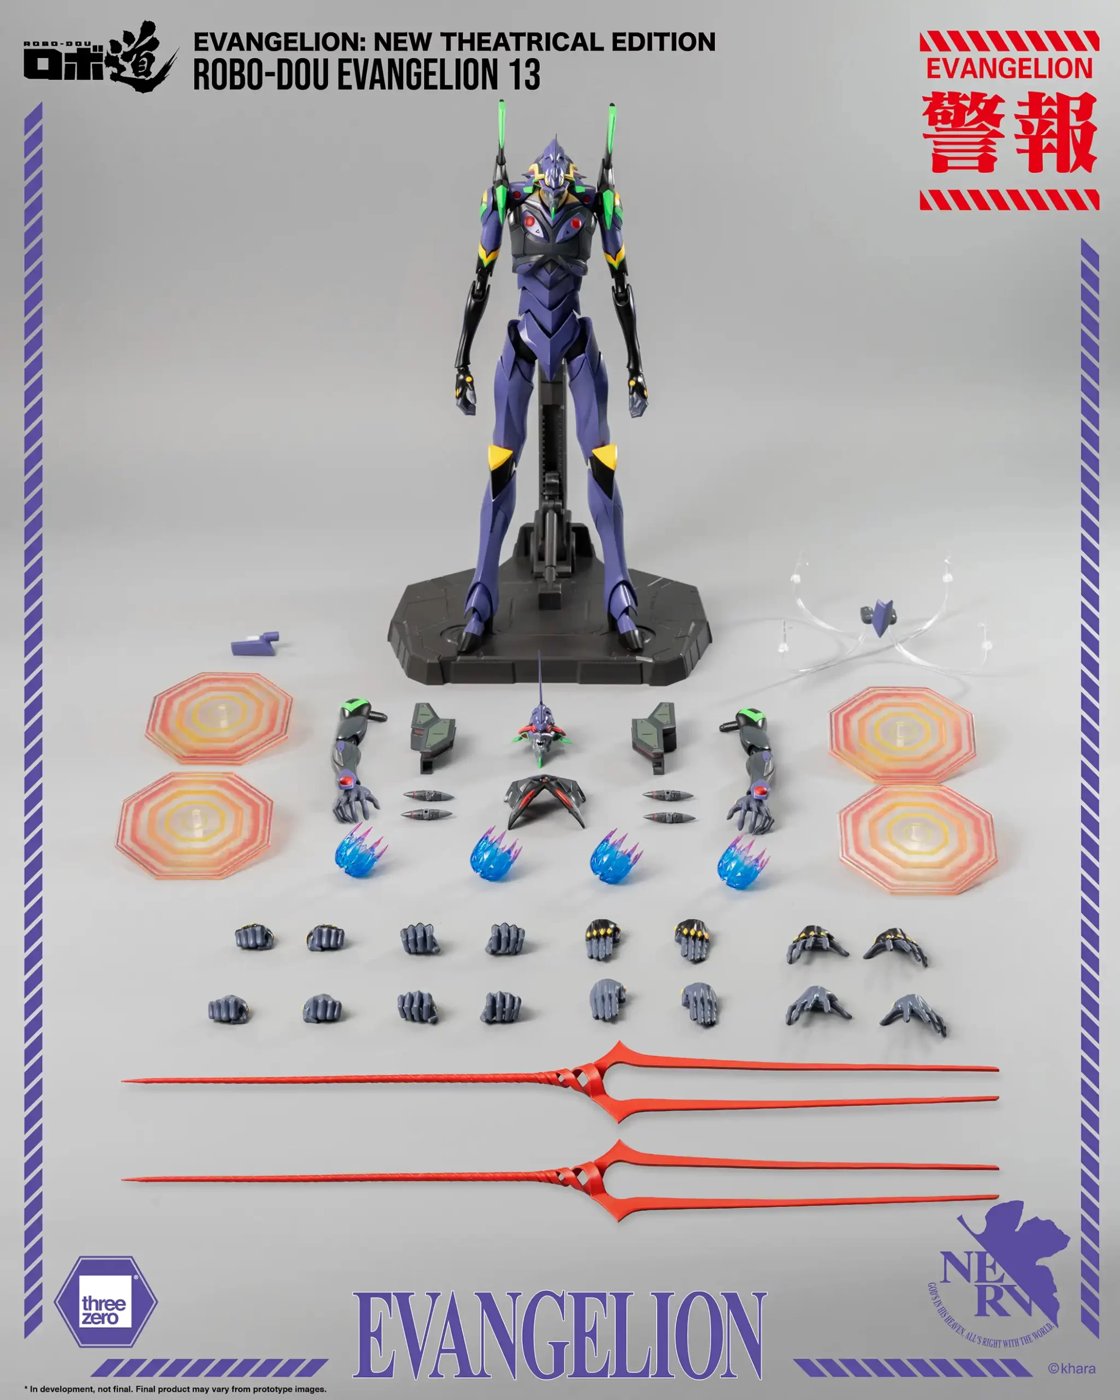 ROBO-DOU
ロボ道
EVANGELION: NEW THEATRICAL EDITION
ROBO-DOU EVANGELION 13
EVANGELION
警報
three
zero
®
EVANGELION
NERV
GOD'S IN HIS HEAVEN. ALL'S RIGHT WITH THE WORLD.
©khara
* In development, not final. Final product may vary from prototype images.